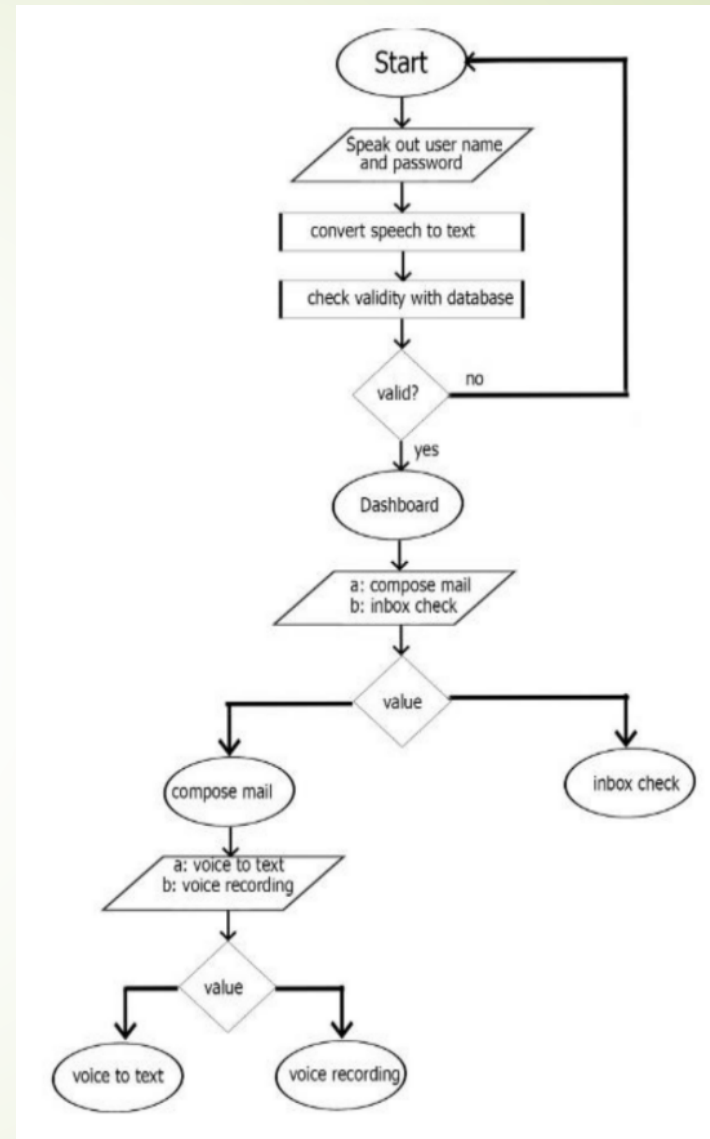 Start
Speak out user name
and password
convert speech to text
check validity with database
valid?
no
yes
Dashboard
a: compose mail
b: inbox check
value
compose mail
inbox check
a: voice to text
b: voice recording
value
voice to text
voice recording